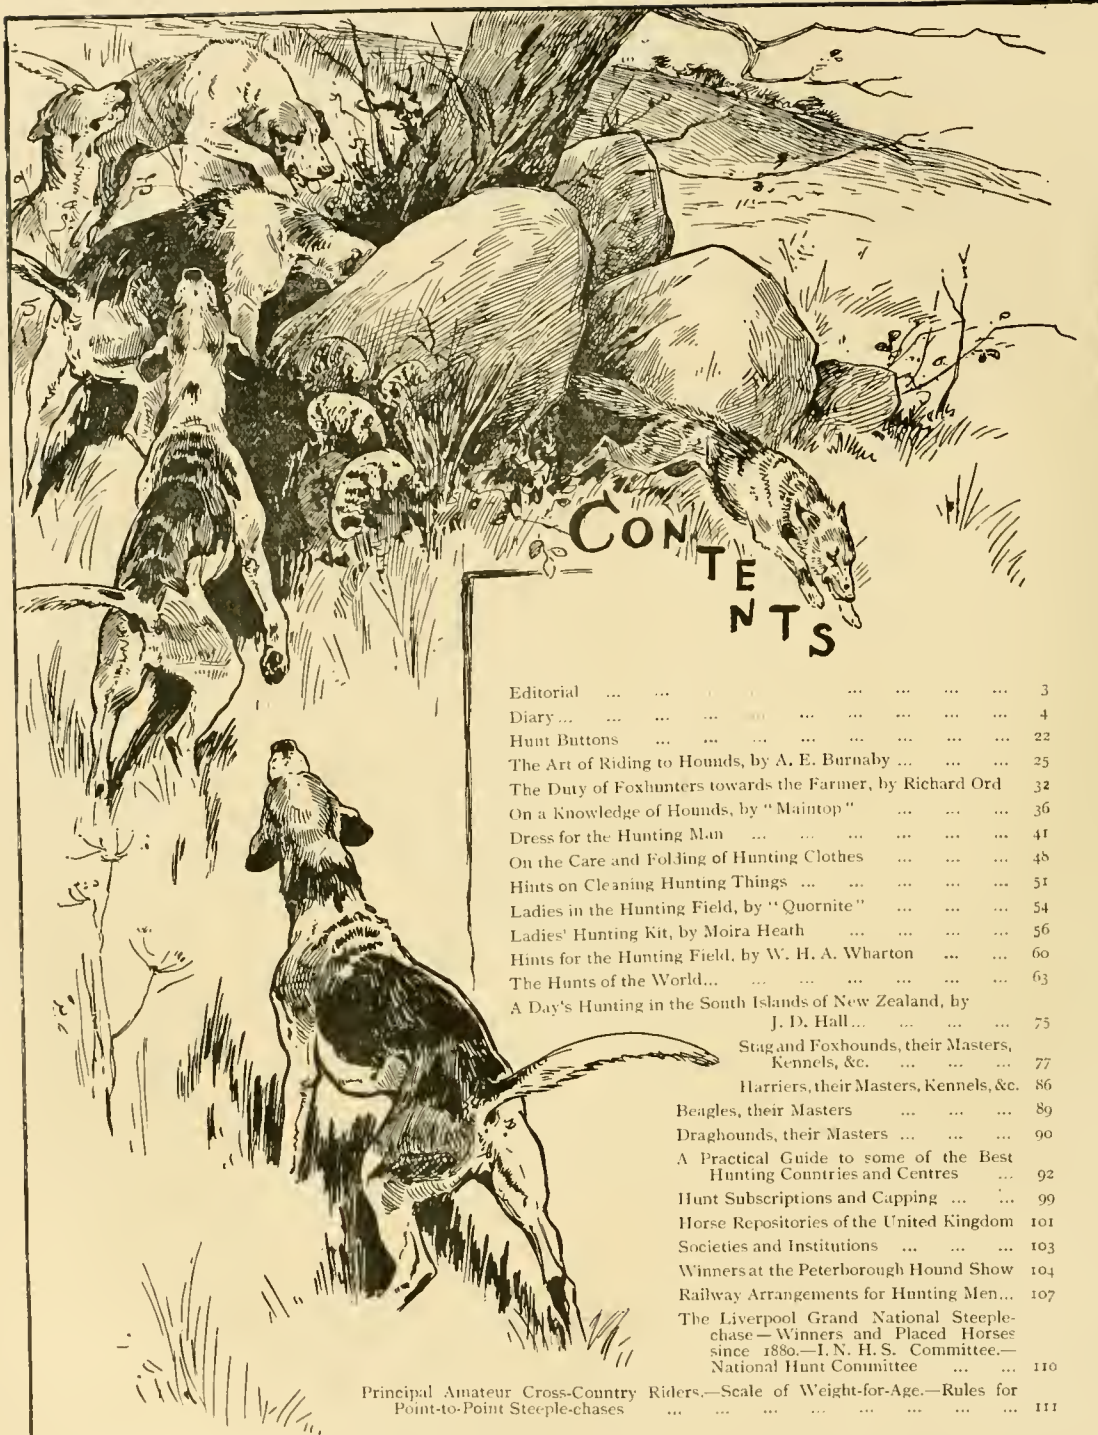 CONTENTS
Editorial ... ... ... ... ... ... 3
Diary ... ... ... ... ... ... ... ... ... ... 4
Hunt Buttons ... ... ... ... ... ... ... ... 22
The Art of Riding to Hounds, by A. E. Burnaby ... ... ... 25
The Duty of Foxhunters towards the Farmer, by Richard Ord 32
On a Knowledge of Hounds, by "Maintop" ... ... ... 36
Dress for the Hunting Man ... ... ... ... ... ... 41
On the Care and Folding of Hunting Clothes ... ... ... 48
Hints on Cleaning Hunting Things ... ... ... ... ... 51
Ladies in the Hunting Field, by "Quornite" ... ... ... 54
Ladies' Hunting Kit, by Moira Heath ... ... ... ... 56
Hints for the Hunting Field, by W. H. A. Wharton ... ... 60
The Hunts of the World... ... ... ... ... ... ... 63
A Day's Hunting in the South Islands of New Zealand, by
J. D. Hall ... ... ... ... 75
Stag and Foxhounds, their Masters,
Kennels, &c. ... ... ... 77
Harriers, their Masters, Kennels, &c. 86
Beagles, their Masters ... ... ... 89
Draghounds, their Masters ... ... ... 90
A Practical Guide to some of the Best
Hunting Countries and Centres ... 92
Hunt Subscriptions and Capping ... ... 99
Horse Repositories of the United Kingdom 101
Societies and Institutions ... ... ... 103
Winners at the Peterborough Hound Show 104
Railway Arrangements for Hunting Men... 107
The Liverpool Grand National Steeple-
chase — Winners and Placed Horses
since 1880.—I. N. H. S. Committee.—
National Hunt Committee ... ... 110
Principal Amateur Cross-Country Riders.—Scale of Weight-for-Age.—Rules for
Point-to-Point Steeple-chases ... ... ... ... ... ... ... ... 111